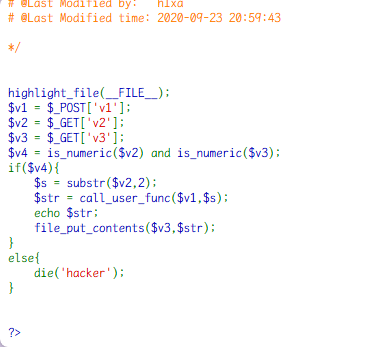 # @Last Modified by:   h1xa
# @Last Modified time: 2020-09-23 20:59:43
*/
highlight_file(__FILE__);
$v1 = $_POST['v1'];
$v2 = $_GET['v2'];
$v3 = $_GET['v3'];
$v4 = is_numeric($v2) and is_numeric($v3);
if($v4){
    $s = substr($v2,2);
    $str = call_user_func($v1,$s);
    echo $str;
    file_put_contents($v3,$str);
}
else{
    die('hacker');
}
?>